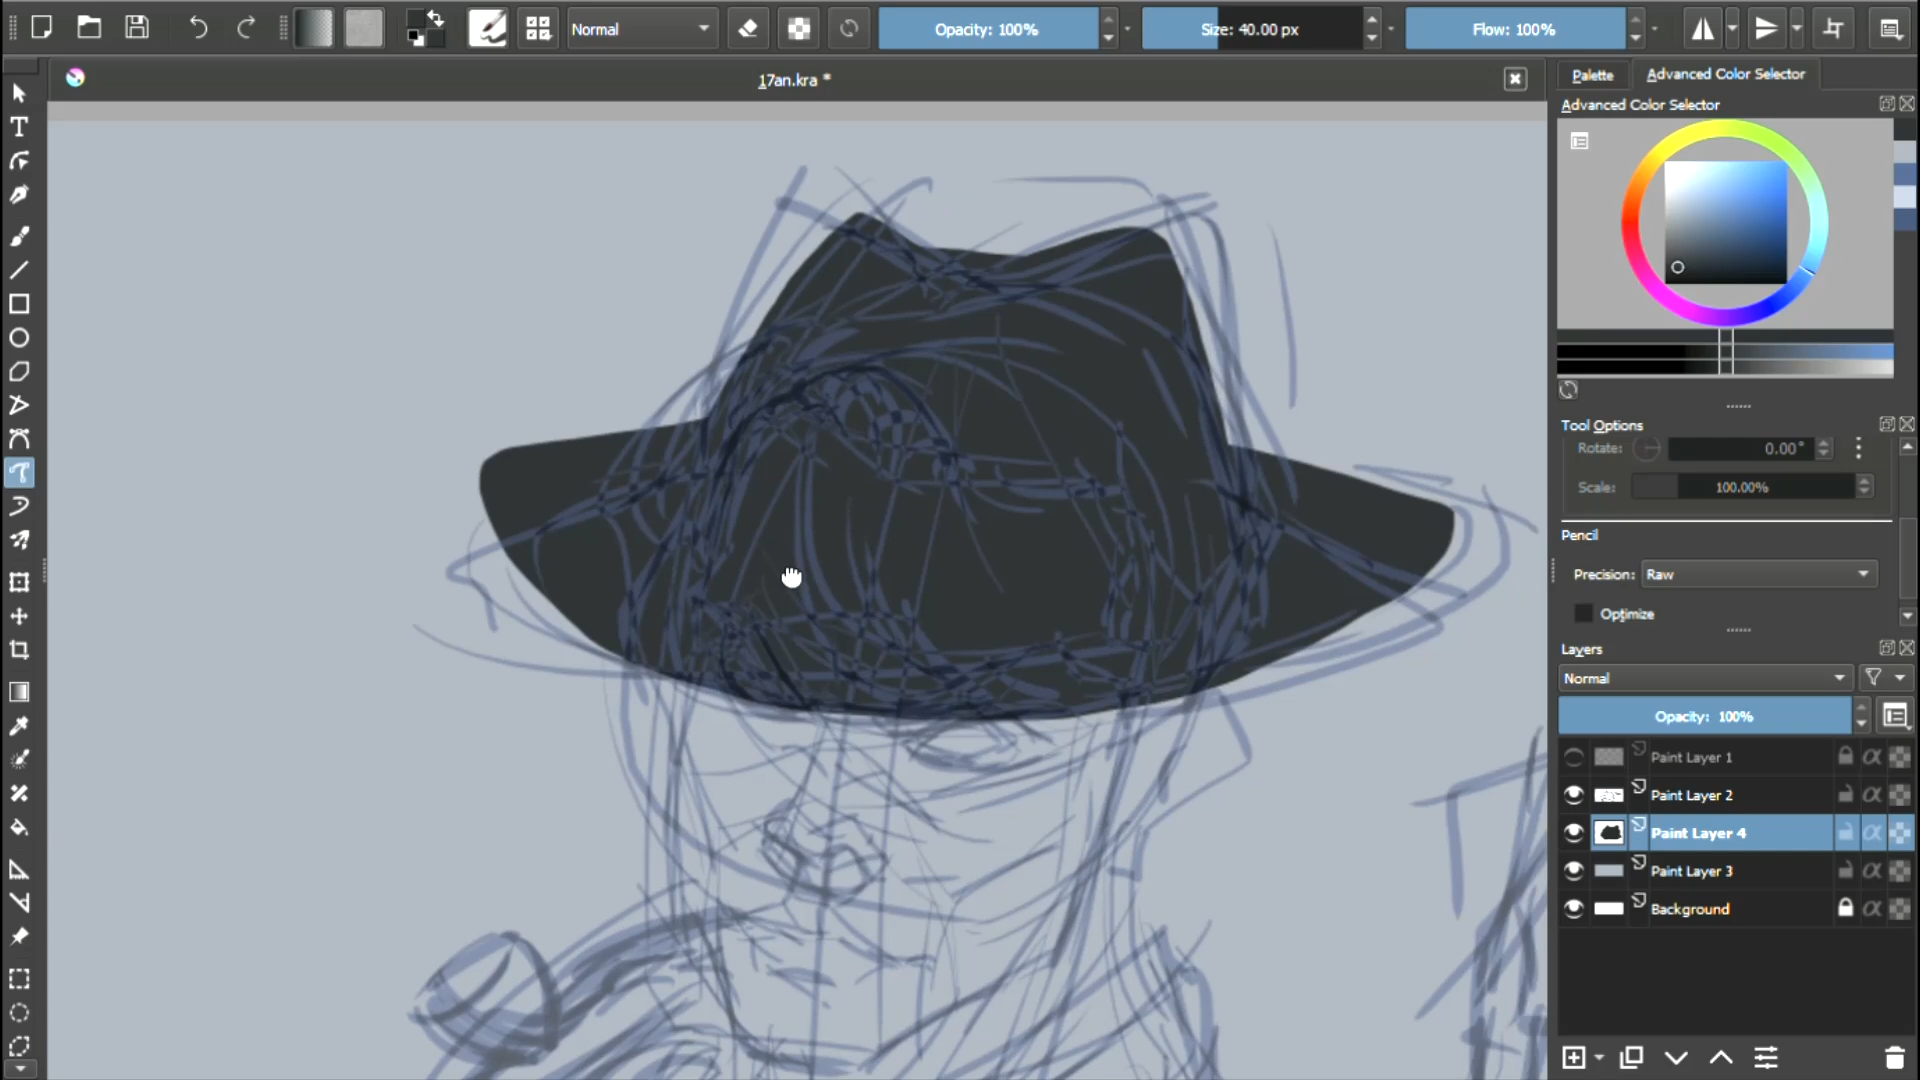 Normal
Opacity: 100%
Size: 40.00 px
Flow: 100%
17an.kra *
Palette
Advanced Color Selector
Advanced Color Selector
Tool Options
Rotate:
0.00°
Scale:
100.00%
Pencil
Precision:
Raw
Optimize
Layers
Normal
Opacity: 100%
Paint Layer 1
Paint Layer 2
Paint Layer 4
Paint Layer 3
Background